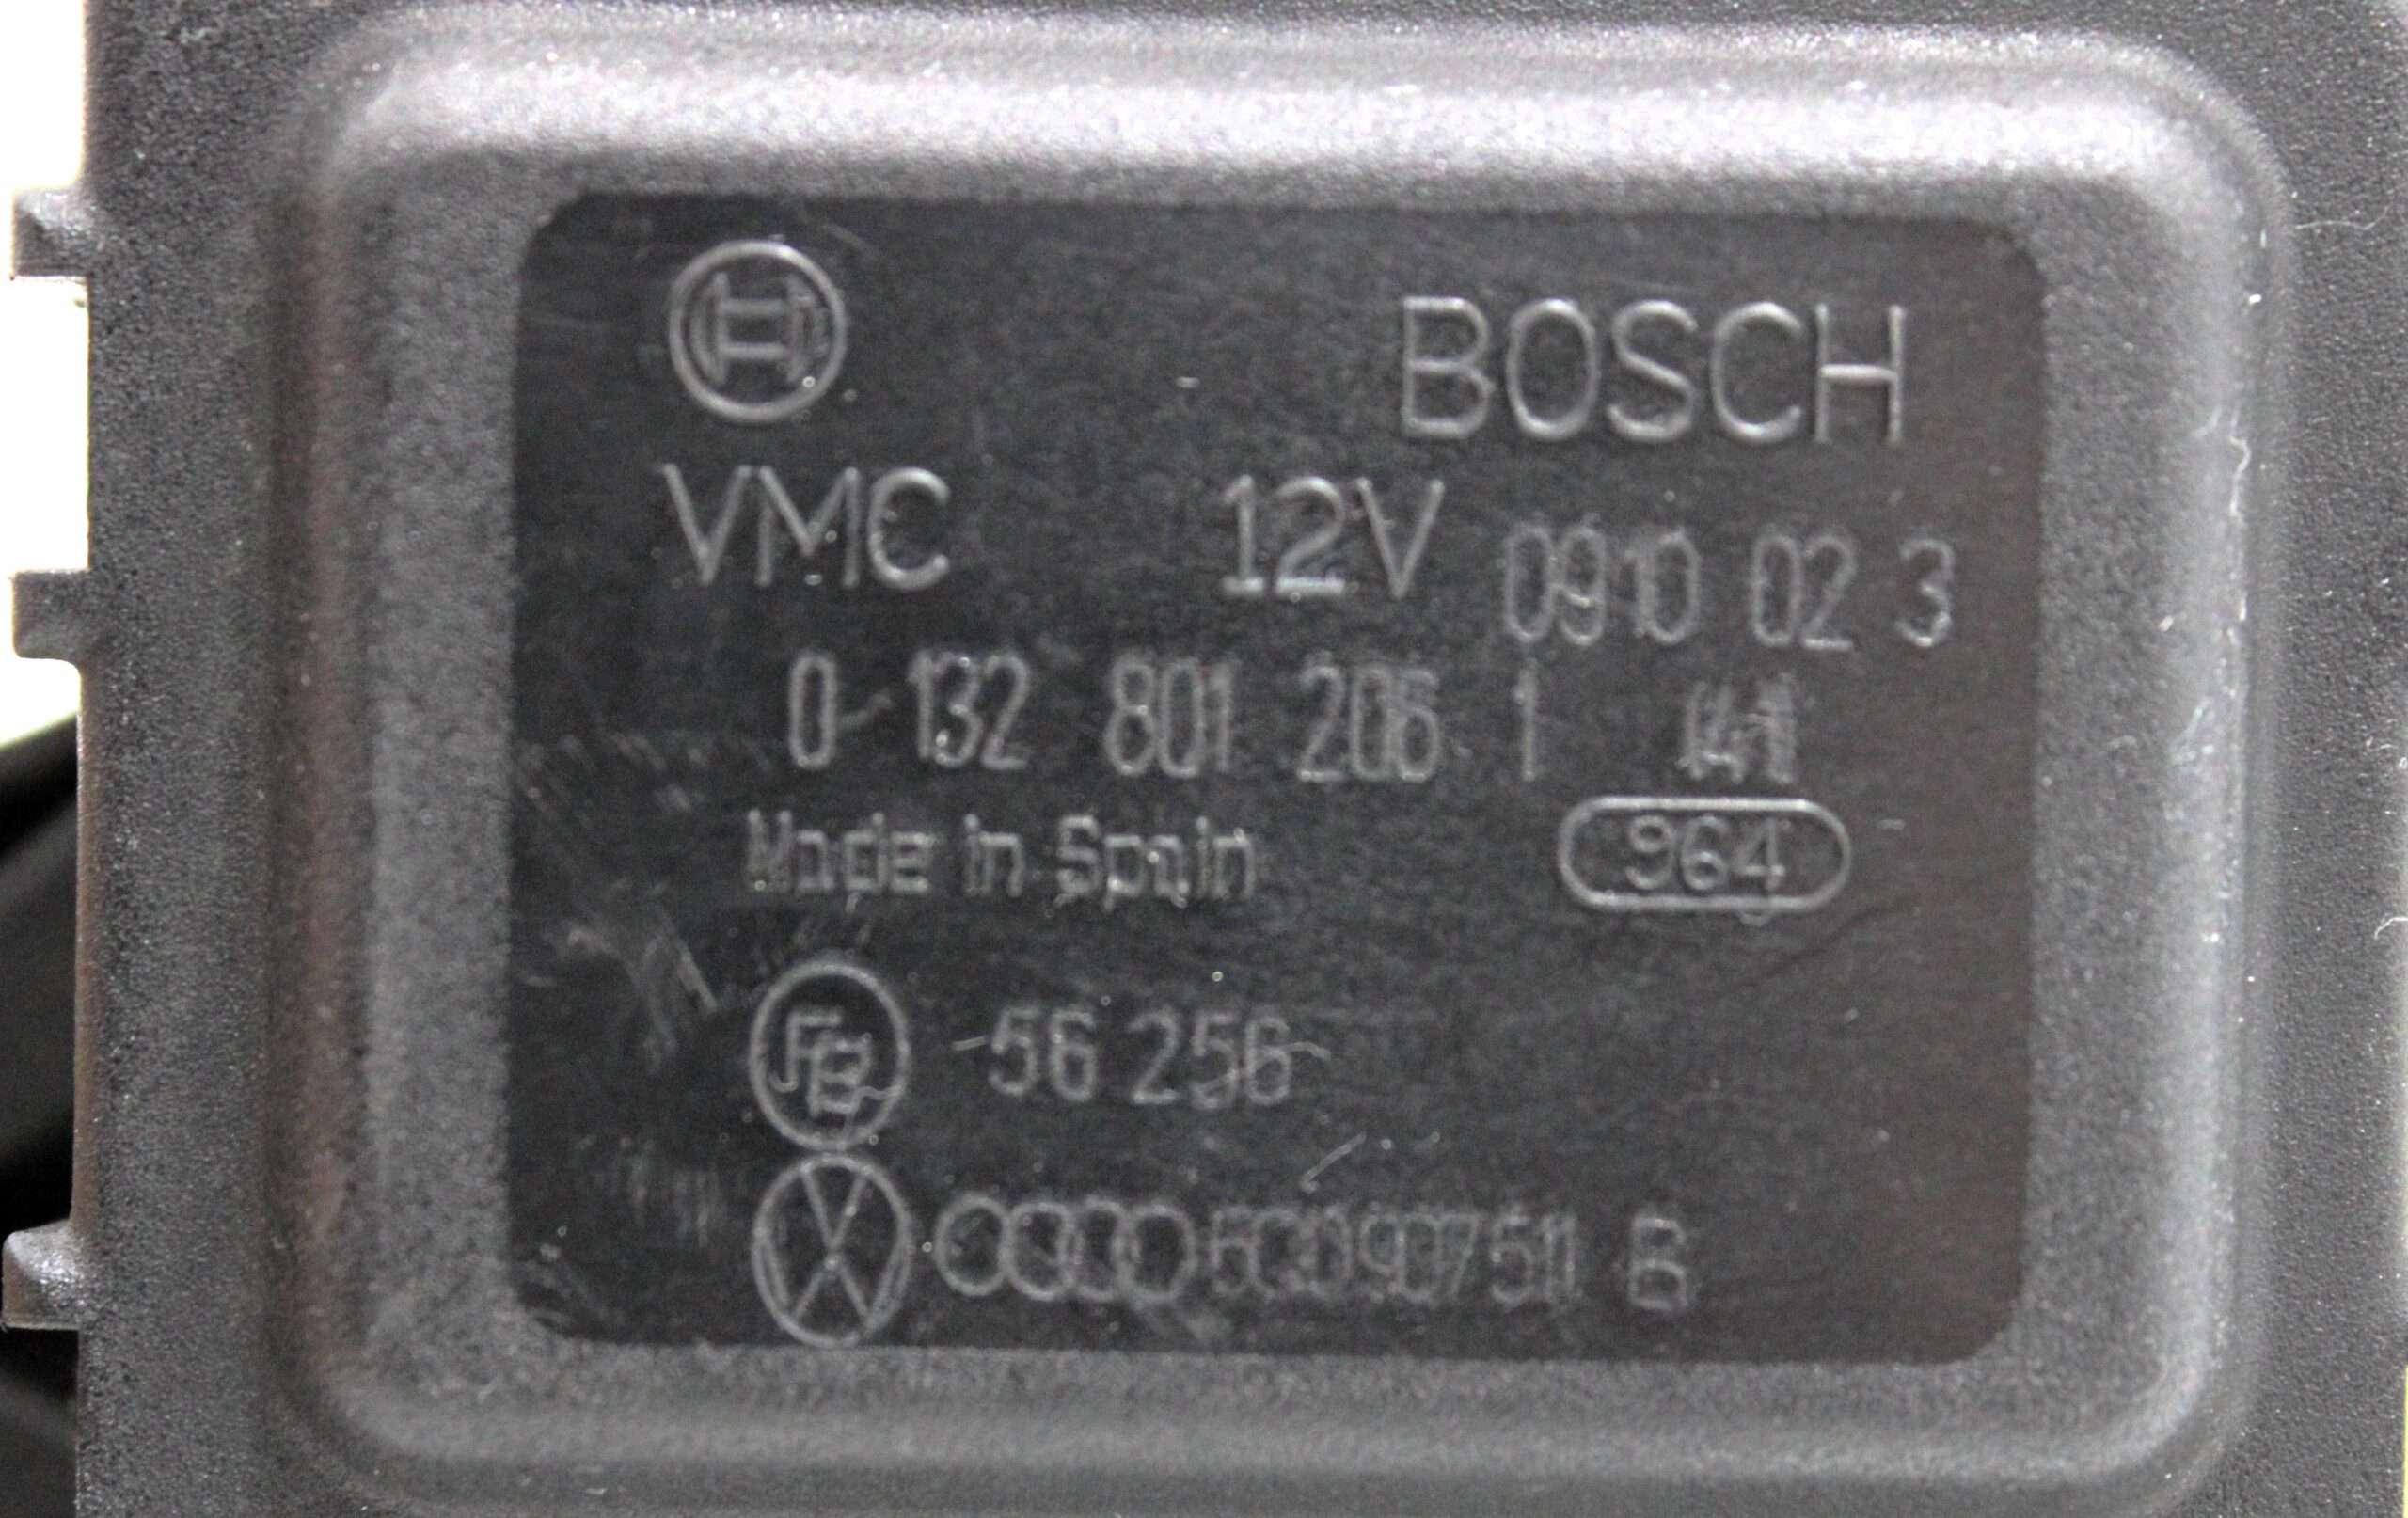 BOSCH
VMC 12V 0910 02 3
0 132 801 206 1
Made in Spain 964
56 256
B